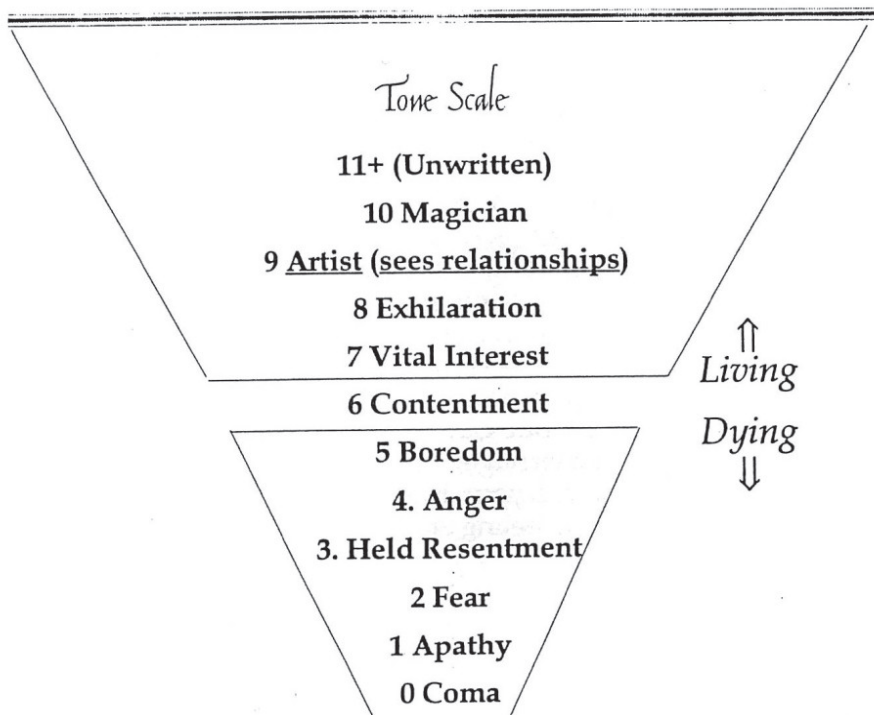 Tone Scale
11+ (Unwritten)
10 Magician
9 Artist (sees relationships)
8 Exhilaration
7 Vital Interest
⇑
Living
6 Contentment
Dying
⇓
5 Boredom
4. Anger
3. Held Resentment
2 Fear
1 Apathy
0 Coma